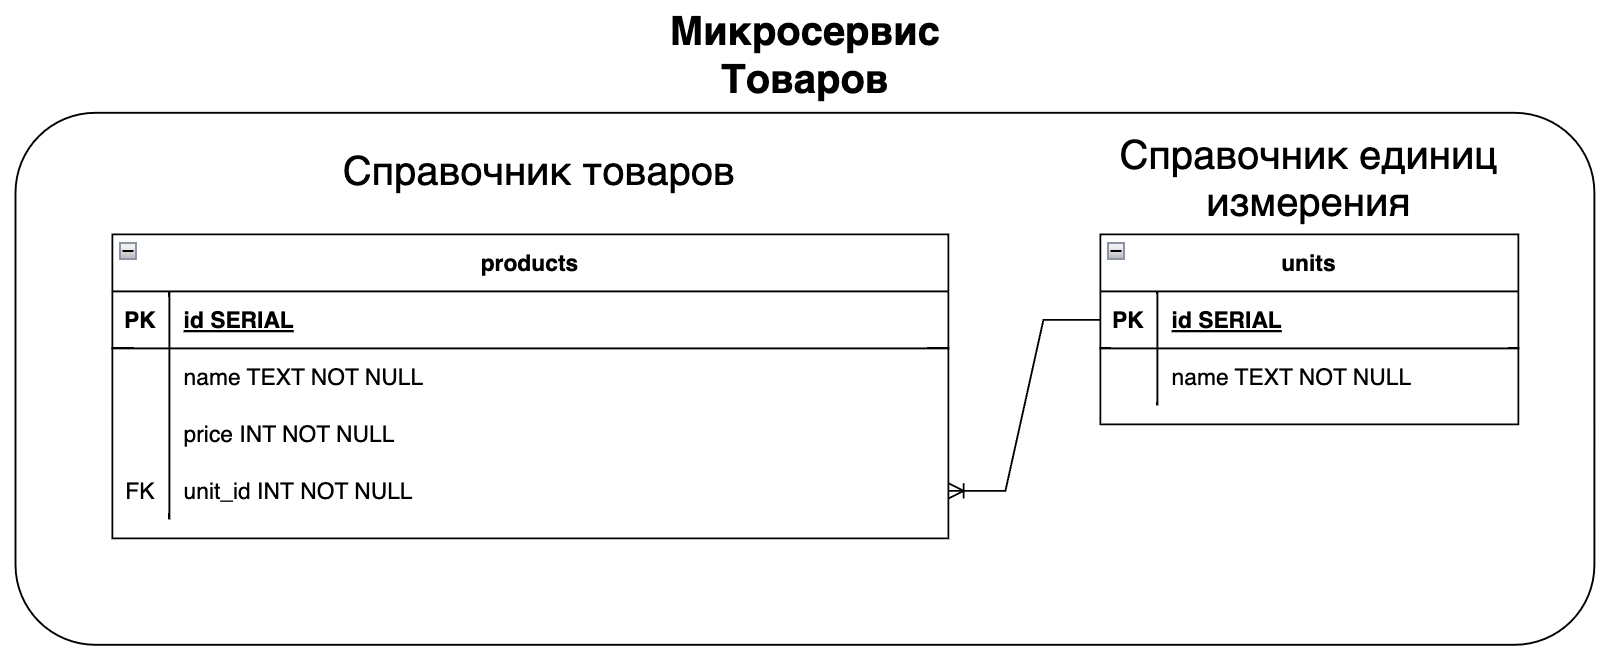 Микросервис
Товаров
Справочник товаров
products
PK id SERIAL
name TEXT NOT NULL
price INT NOT NULL
FK unit_id INT NOT NULL
Справочник единиц
измерения
units
PK id SERIAL
name TEXT NOT NULL